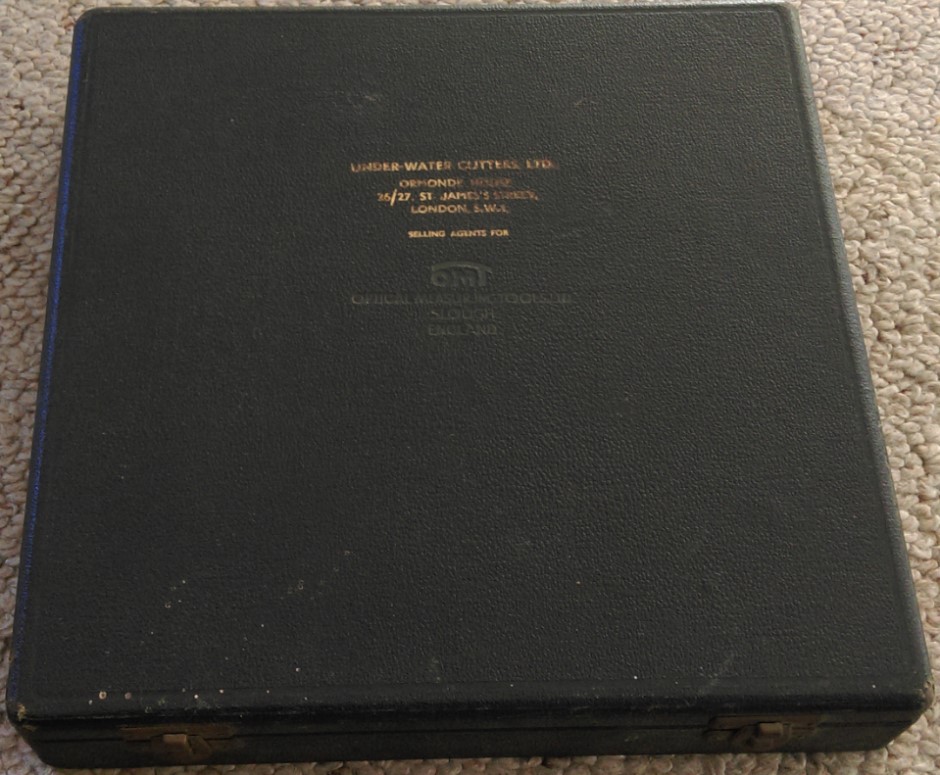 UNDER-WATER CUTTERS, LTD.
ORMONDE HOUSE
26/27, ST. JAMES'S STREET,
LONDON, S.W.1,
SELLING AGENTS FOR
OMT
OPTICAL MEASURING TOOLS LTD
SLOUGH
ENGLAND